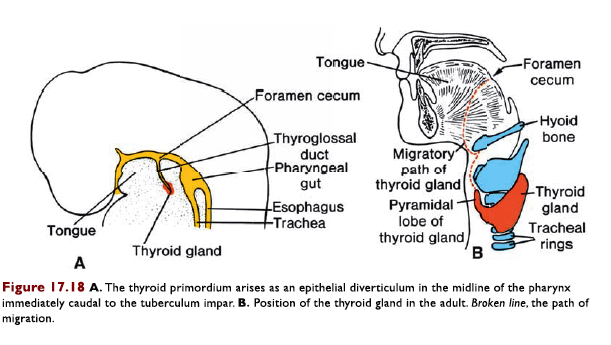 Foramen cecum
Thyroglossal
duct
Pharyngeal
gut
Esophagus
Trachea
Tongue
Thyroid gland
A
Tongue
Foramen
cecum
Hyoid
bone
Migratory
path of
thyroid gland
Pyramidal
lobe of
thyroid gland
Thyroid
gland
Tracheal
rings
B
Figure 17.18 A. The thyroid primordium arises as an epithelial diverticulum in the midline of the pharynx
immediately caudal to the tuberculum impar. B. Position of the thyroid gland in the adult. Broken line, the path of
migration.